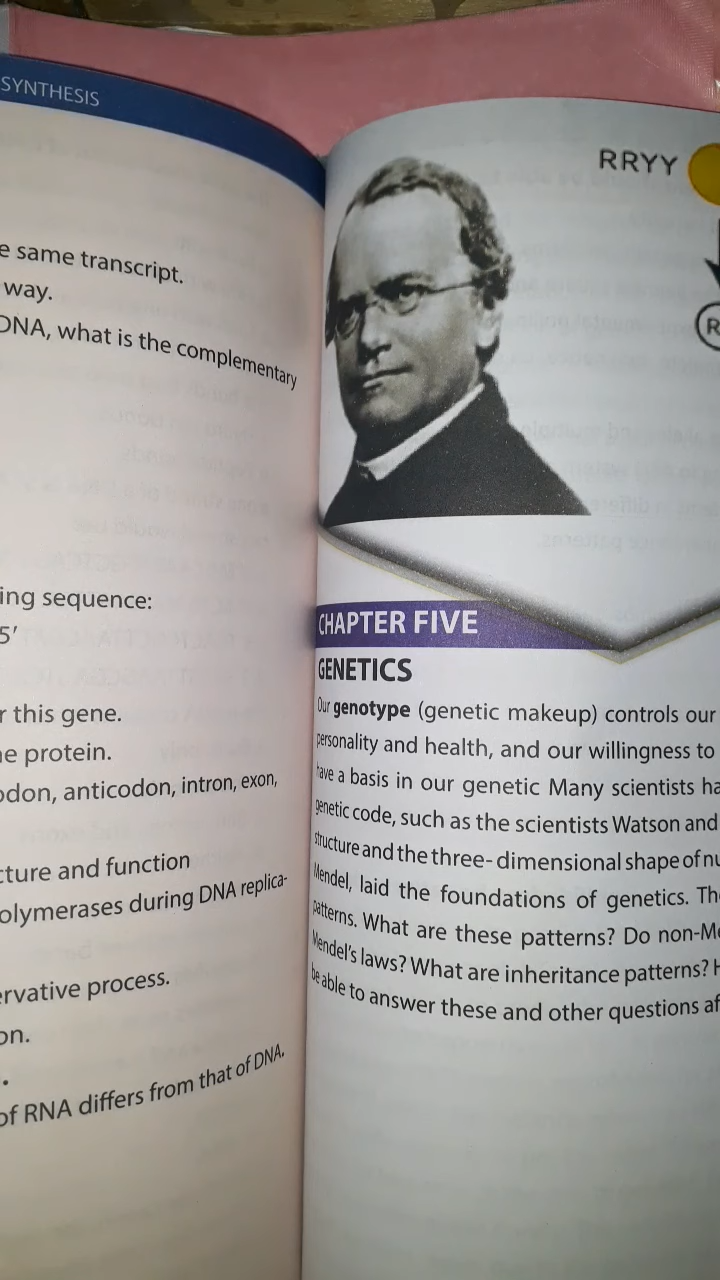 SYNTHESIS
e same transcript.
way.
DNA, what is the complementary
ing sequence:
5′
r this gene.
e protein.
odon, anticodon, intron, exon,
cture and function
olymerases during DNA replica-
ervative process.
on.
.
of RNA differs from that of DNA.
RRYY
R
CHAPTER FIVE
GENETICS
Our genotype (genetic makeup) controls our
personality and health, and our willingness to
have a basis in our genetic Many scientists ha
genetic code, such as the scientists Watson and
structure and the three- dimensional shape of nu
Mendel, laid the foundations of genetics. Th
patterns. What are these patterns? Do non-Me
Mendel's laws? What are inheritance patterns? H
be able to answer these and other questions af